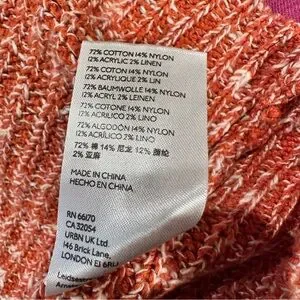 72% COTTON 14% NYLON
12% ACRYLIC 2% LINEN
72% COTON 14% NYLON
12% ACRYLIQUE 2% LIN
72% BAUMWOLLE 14% NYLON
12% ACRYL 2% LEINEN
72% COTONE 14% NYLON
12% ACRILICO 2% LINO
72% ALGODÓN 14% NYLON
12% ACRÍLICO 2% LINO
72% 棉 14% 尼龙 12% 腈纶
2% 亚麻
MADE IN CHINA
HECHO EN CHINA
RN 66170
CA 32054
URBN UK Ltd.
146 Brick Lane,
LONDON E1 6RU